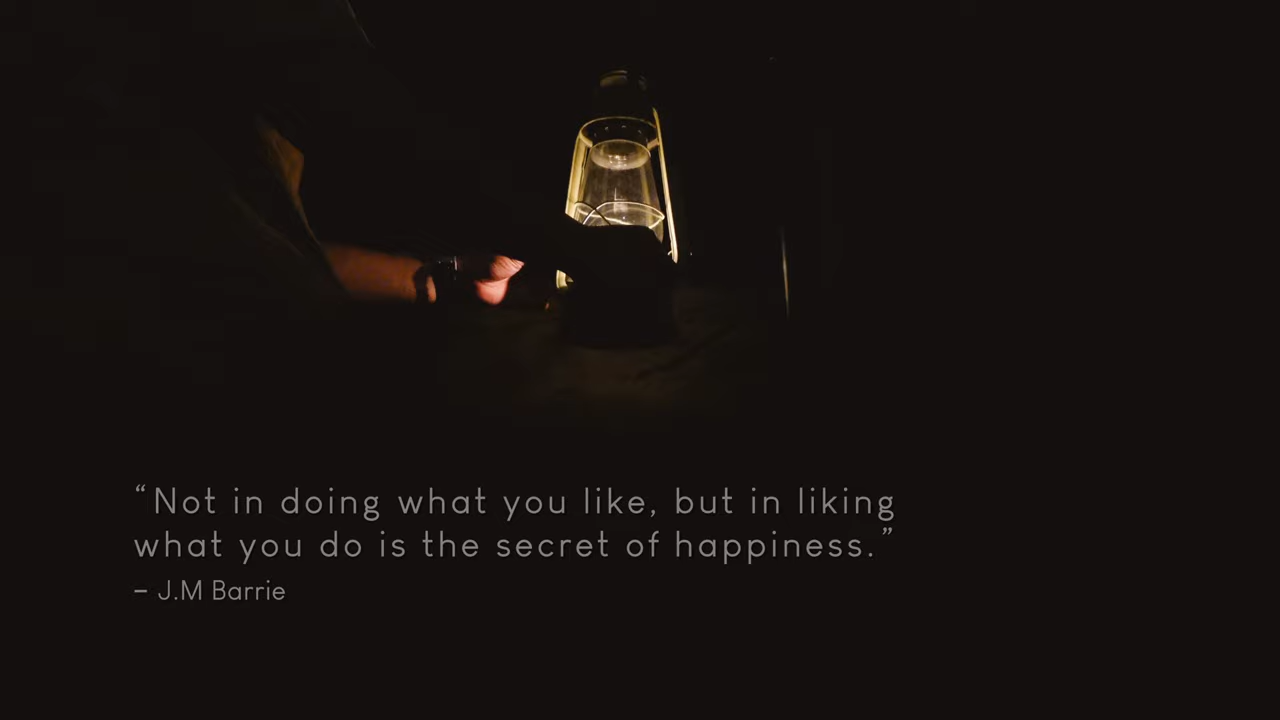 “Not in doing what you like, but in liking
what you do is the secret of happiness.”
– J.M Barrie